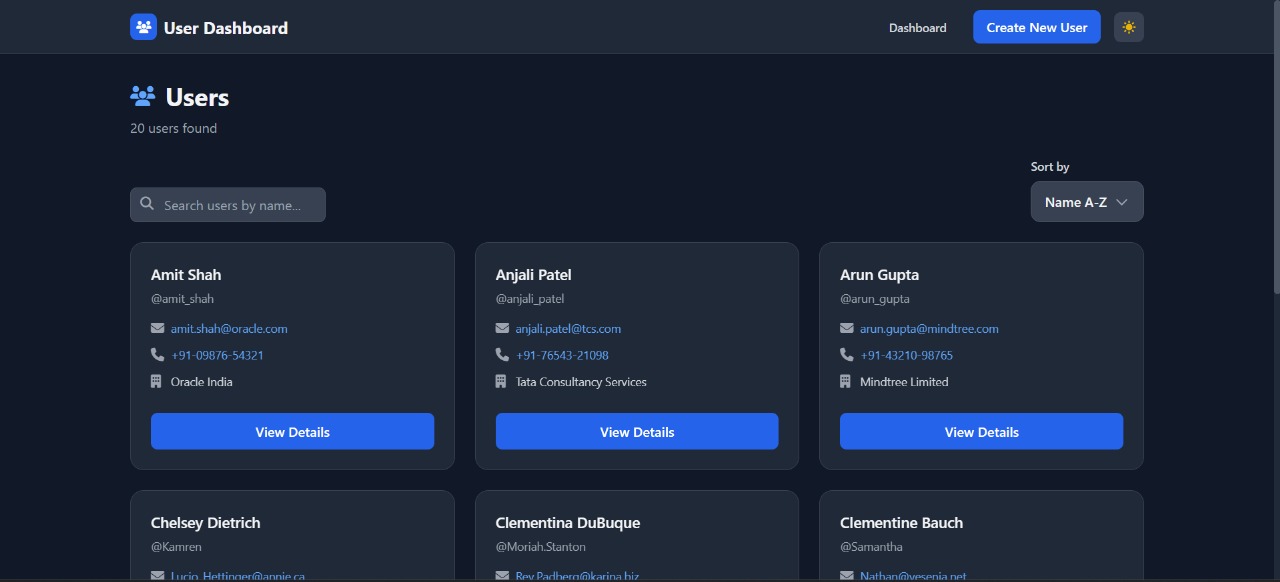 User Dashboard
Dashboard
Create New User
Users
20 users found
Sort by
Search users by name...
Name A-Z
Amit Shah
@amit_shah
amit.shah@oracle.com
+91-09876-54321
Oracle India
View Details
Anjali Patel
@anjali_patel
anjali.patel@tcs.com
+91-76543-21098
Tata Consultancy Services
View Details
Arun Gupta
@arun_gupta
arun.gupta@mindtree.com
+91-43210-98765
Mindtree Limited
View Details
Chelsey Dietrich
@Kamren
Lucio_Hettinger@annie.ca
Clementina DuBuque
@Moriah.Stanton
Rey.Padberg@karina.biz
Clementine Bauch
@Samantha
Nathan@yesenia.net